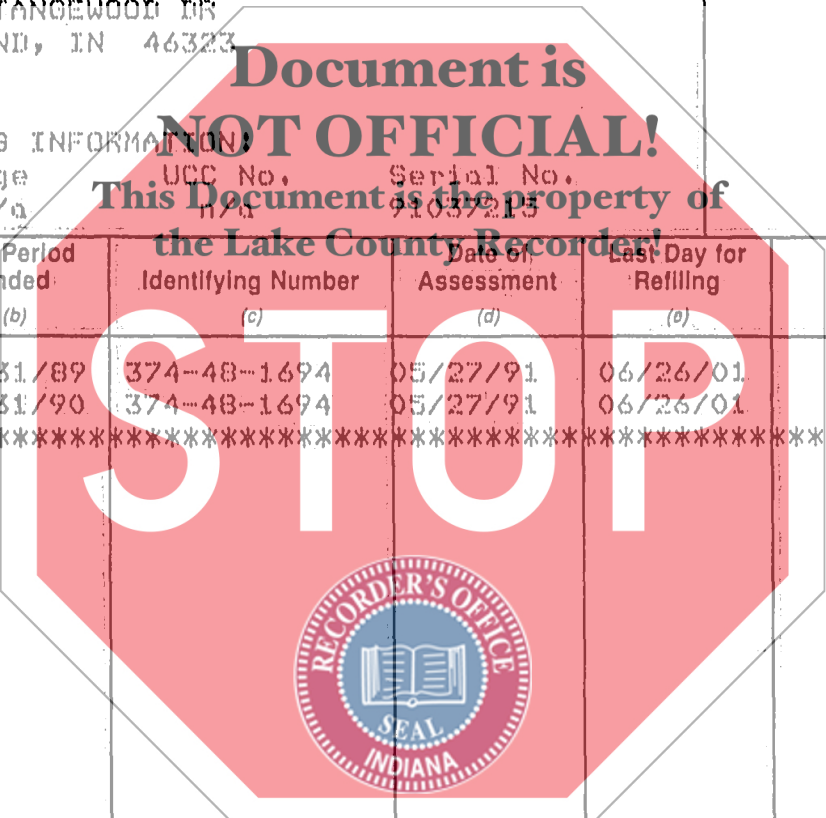 TANGEWOOD DR
ND, IN 46323
Document is
NOT OFFICIAL!
INFORMATION:
ge UCC No. Serial No.
This Document is the property of
n/a 91037215
the Lake County Recorder!
Period Date of Last Day for
nded Identifying Number Assessment Refiling
(b) (c) (d) (e)
31/89 374-48-1694 05/27/91 06/26/01
31/90 374-48-1694 05/27/91 06/26/01
STOP
RECORDER'S OFFICE
SEAL
INDIANA